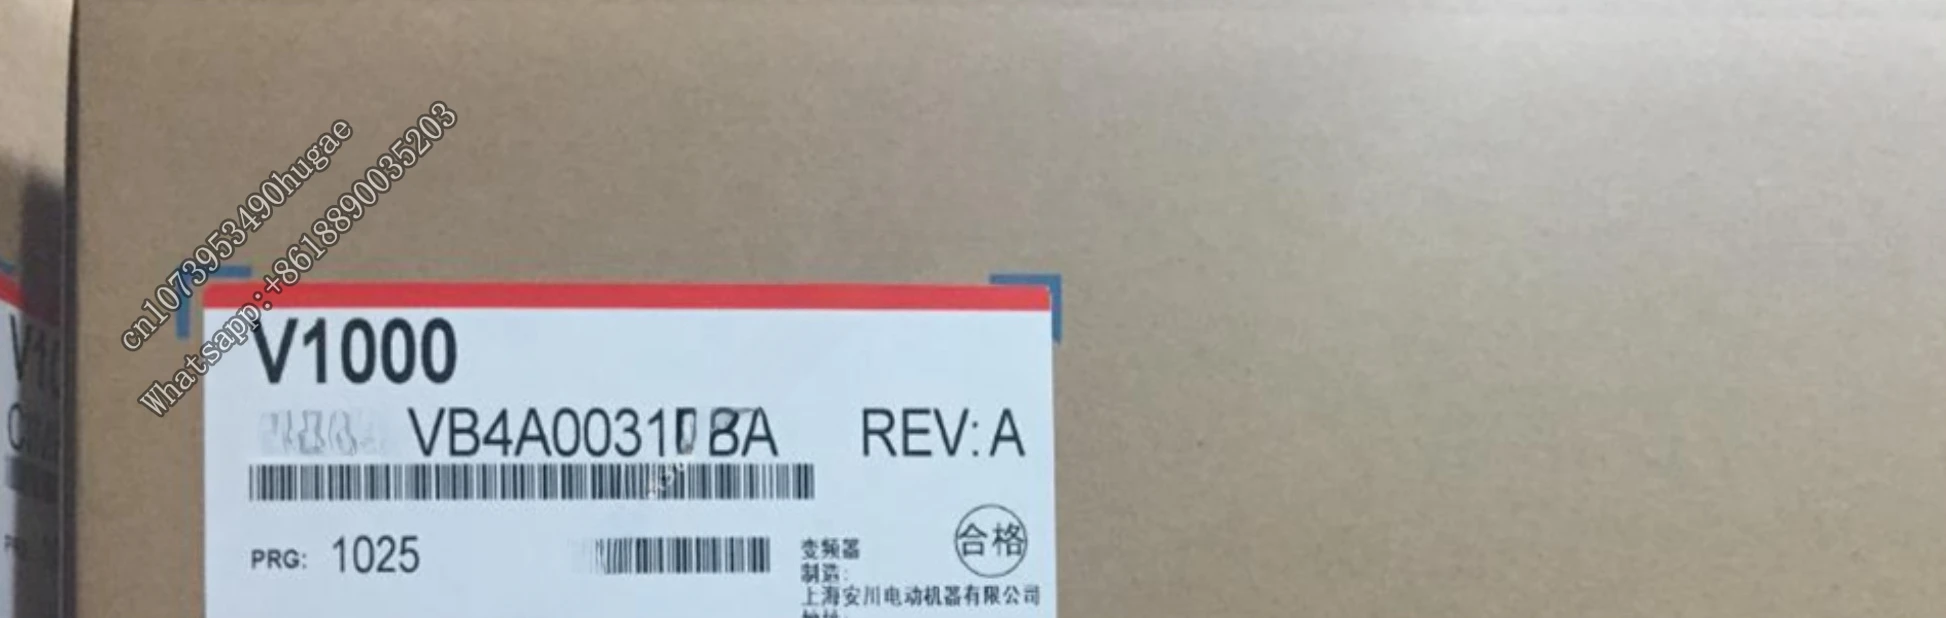 cn1073953490hugae
Whatsapp:+8618890035203
V1000
REV: A
PRG: 1025
变频器
合格
制造:
上海安川电动机器有限公司